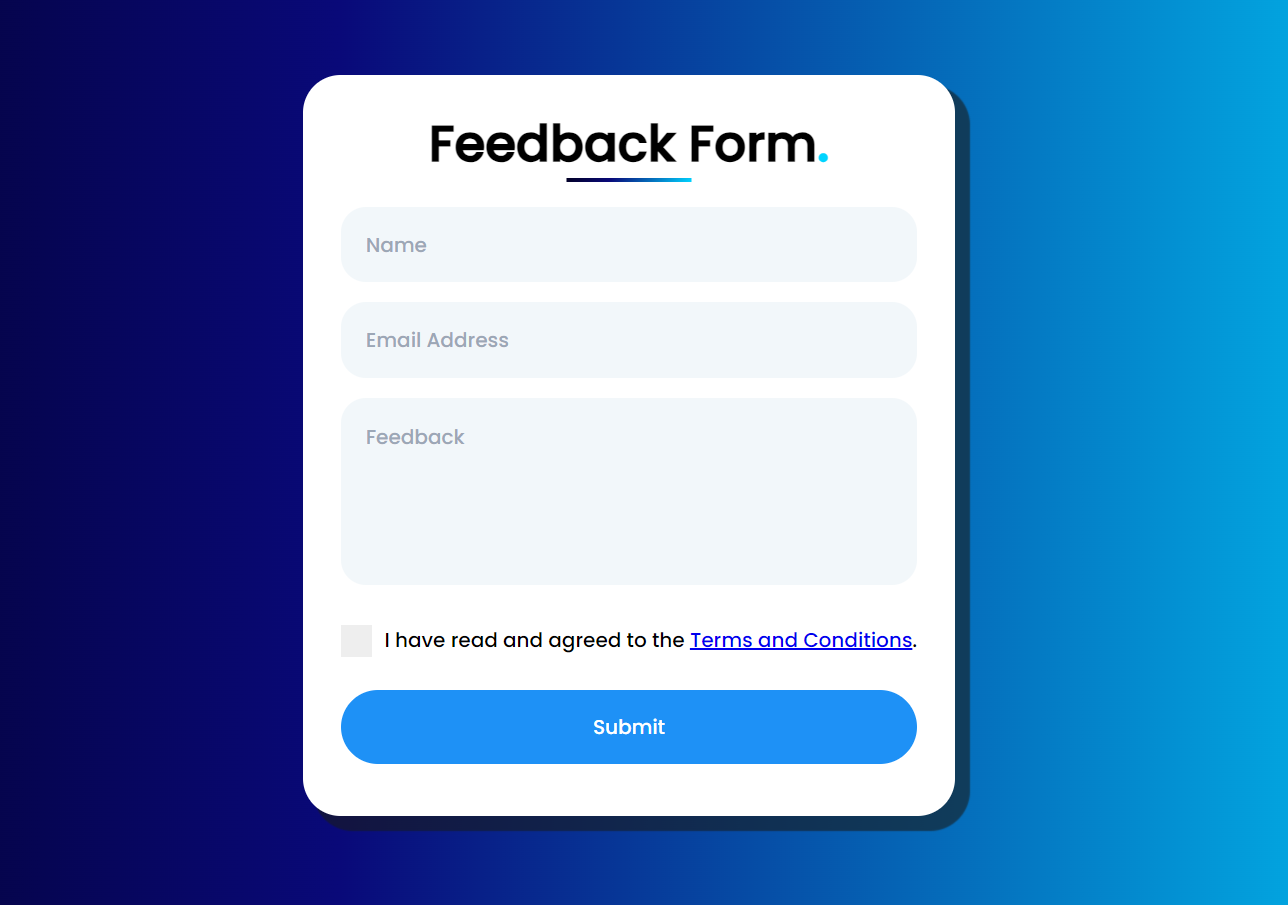 Feedback Form.
Name
Email Address
Feedback
I have read and agreed to the Terms and Conditions.
Submit